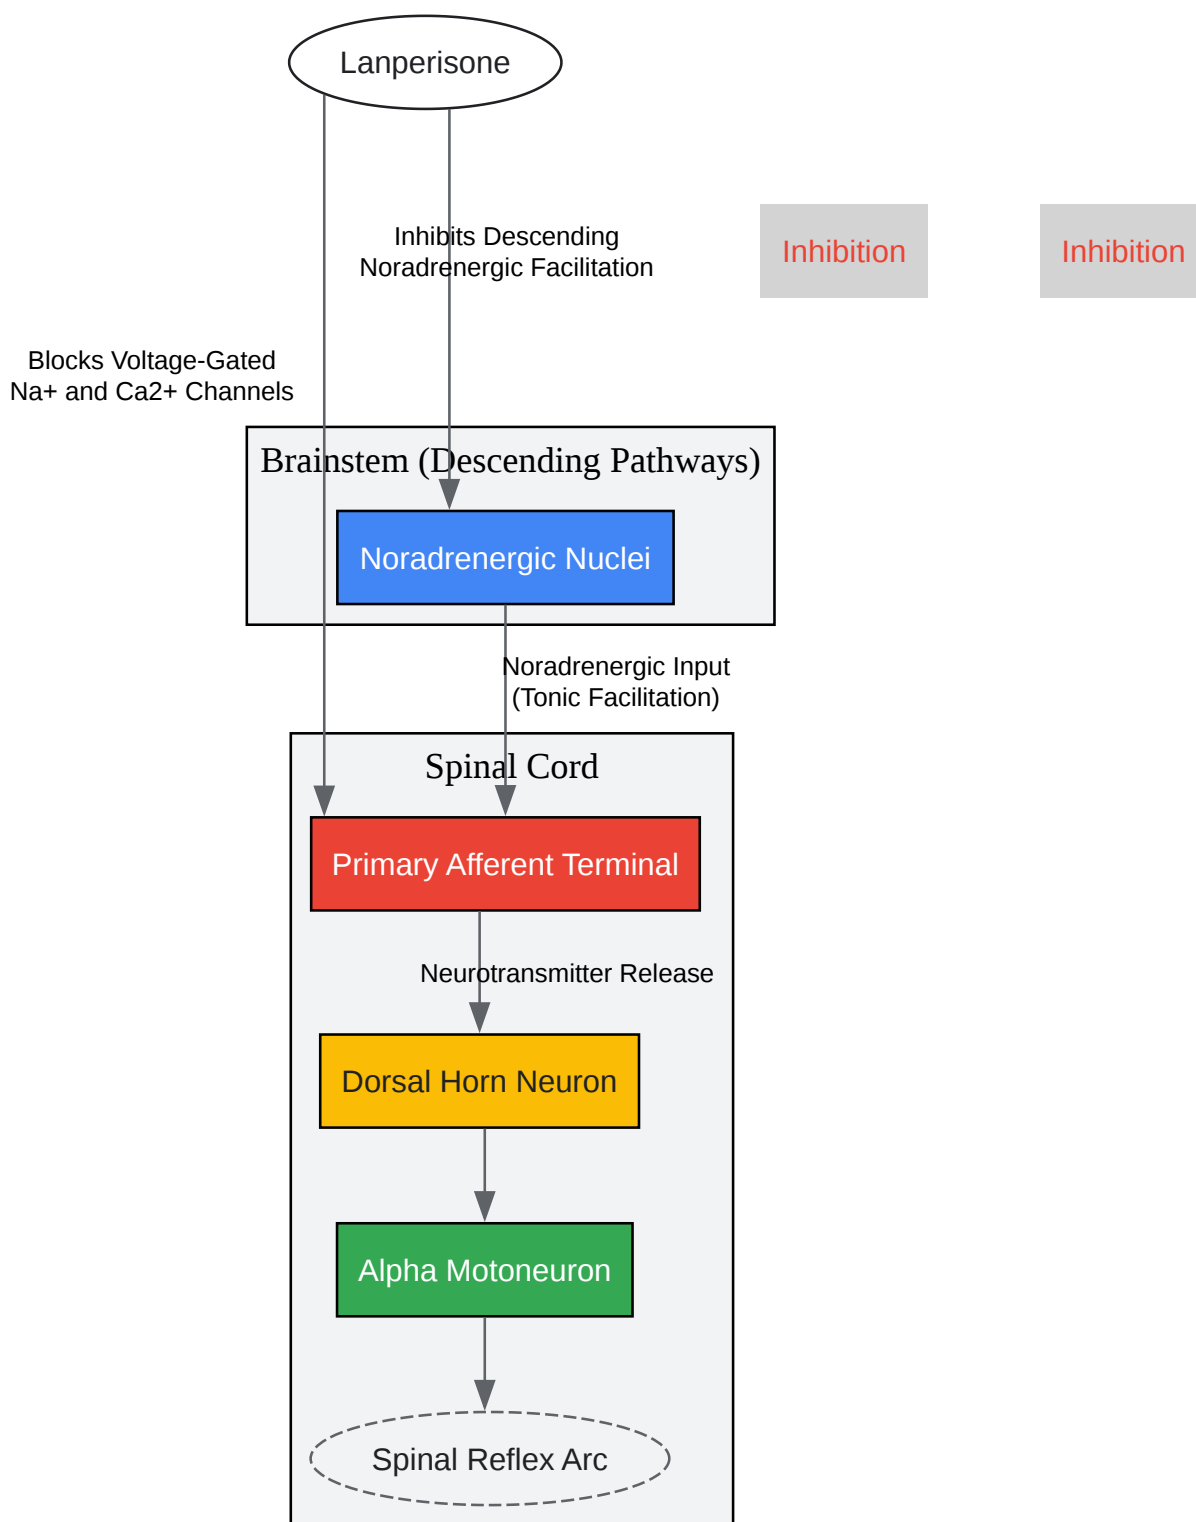 Lanperisone
Inhibits Descending
Noradrenergic Facilitation
Inhibition
Inhibition
Blocks Voltage-Gated
Na+ and Ca2+ Channels
Brainstem (Descending Pathways)
Noradrenergic Nuclei
Noradrenergic Input
(Tonic Facilitation)
Spinal Cord
Primary Afferent Terminal
Neurotransmitter Release
Dorsal Horn Neuron
Alpha Motoneuron
Spinal Reflex Arc